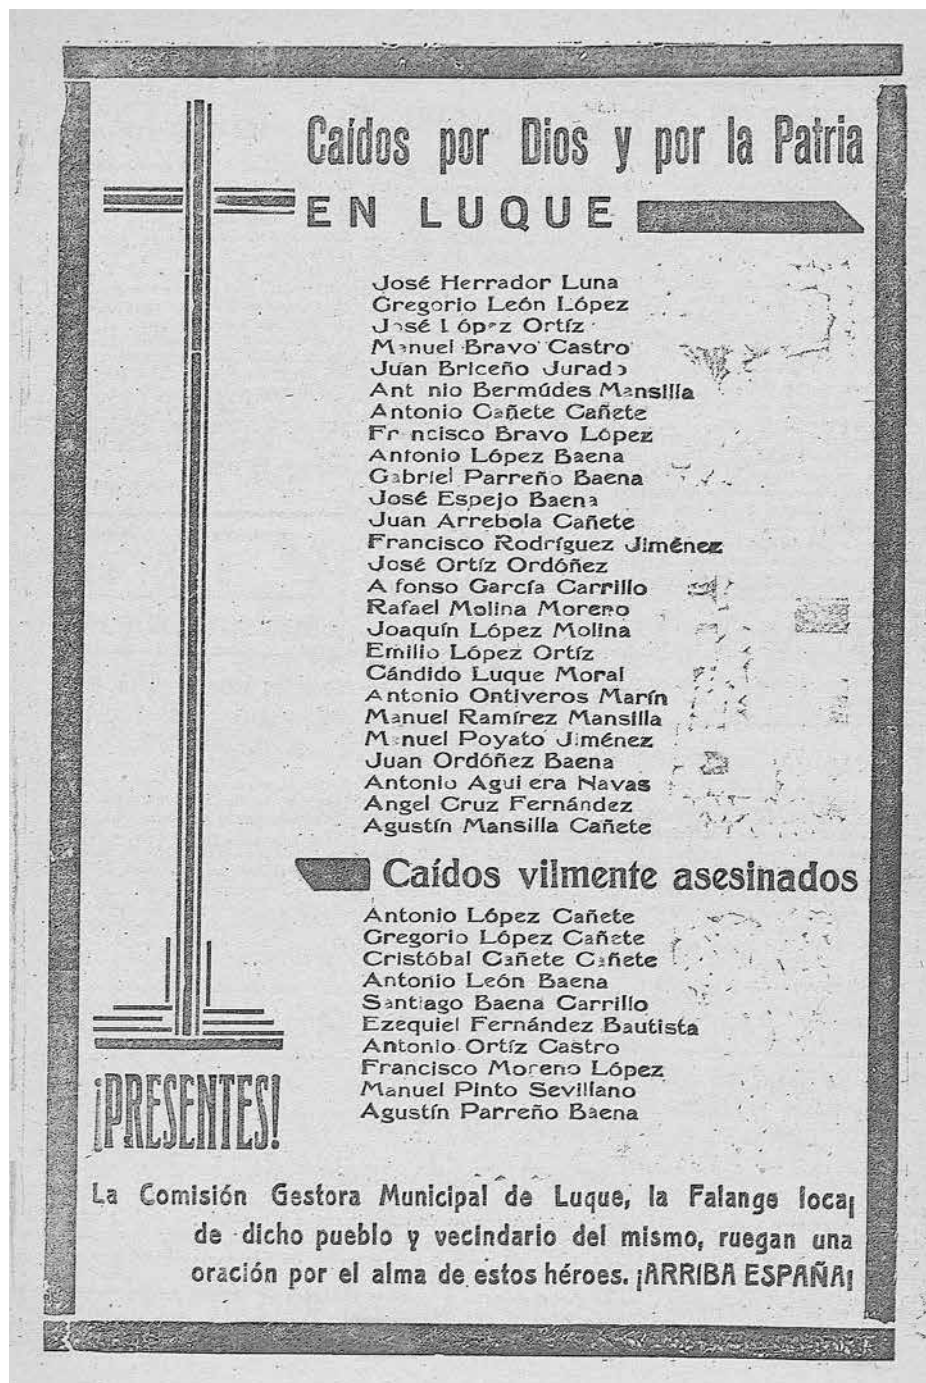 Caídos por Dios y por la Patria
EN LUQUE
José Herrador Luna
Gregorio León López
José López Ortíz
Manuel Bravo Castro
Juan Briceño Jurado
Antonio Bermúdes Mansilla
Antonio Cañete Cañete
Francisco Bravo López
Antonio López Baena
Gabriel Parreño Baena
José Espejo Baena
Juan Arrebola Cañete
Francisco Rodríguez Jiménez
José Ortíz Ordóñez
Alfonso García Carrillo
Rafael Molina Moreno
Joaquín López Molina
Emilio López Ortíz
Cándido Luque Moral
Antonio Ontiveros Marín
Manuel Ramírez Mansilla
Manuel Poyato Jiménez
Juan Ordóñez Baena
Antonio Aguilera Navas
Angel Cruz Fernández
Agustín Mansilla Cañete
Caídos vilmente asesinados
Antonio López Cañete
Gregorio López Cañete
Cristóbal Cañete Cañete
Antonio León Baena
Santiago Baena Carrillo
Ezequiel Fernández Bautista
Antonio Ortíz Castro
Francisco Moreno López
Manuel Pinto Sevillano
Agustín Parreño Baena
¡PRESENTES!
La Comisión Gestora Municipal de Luque, la Falange local
de dicho pueblo y vecindario del mismo, ruegan una
oración por el alma de estos héroes. ¡ARRIBA ESPAÑA¡